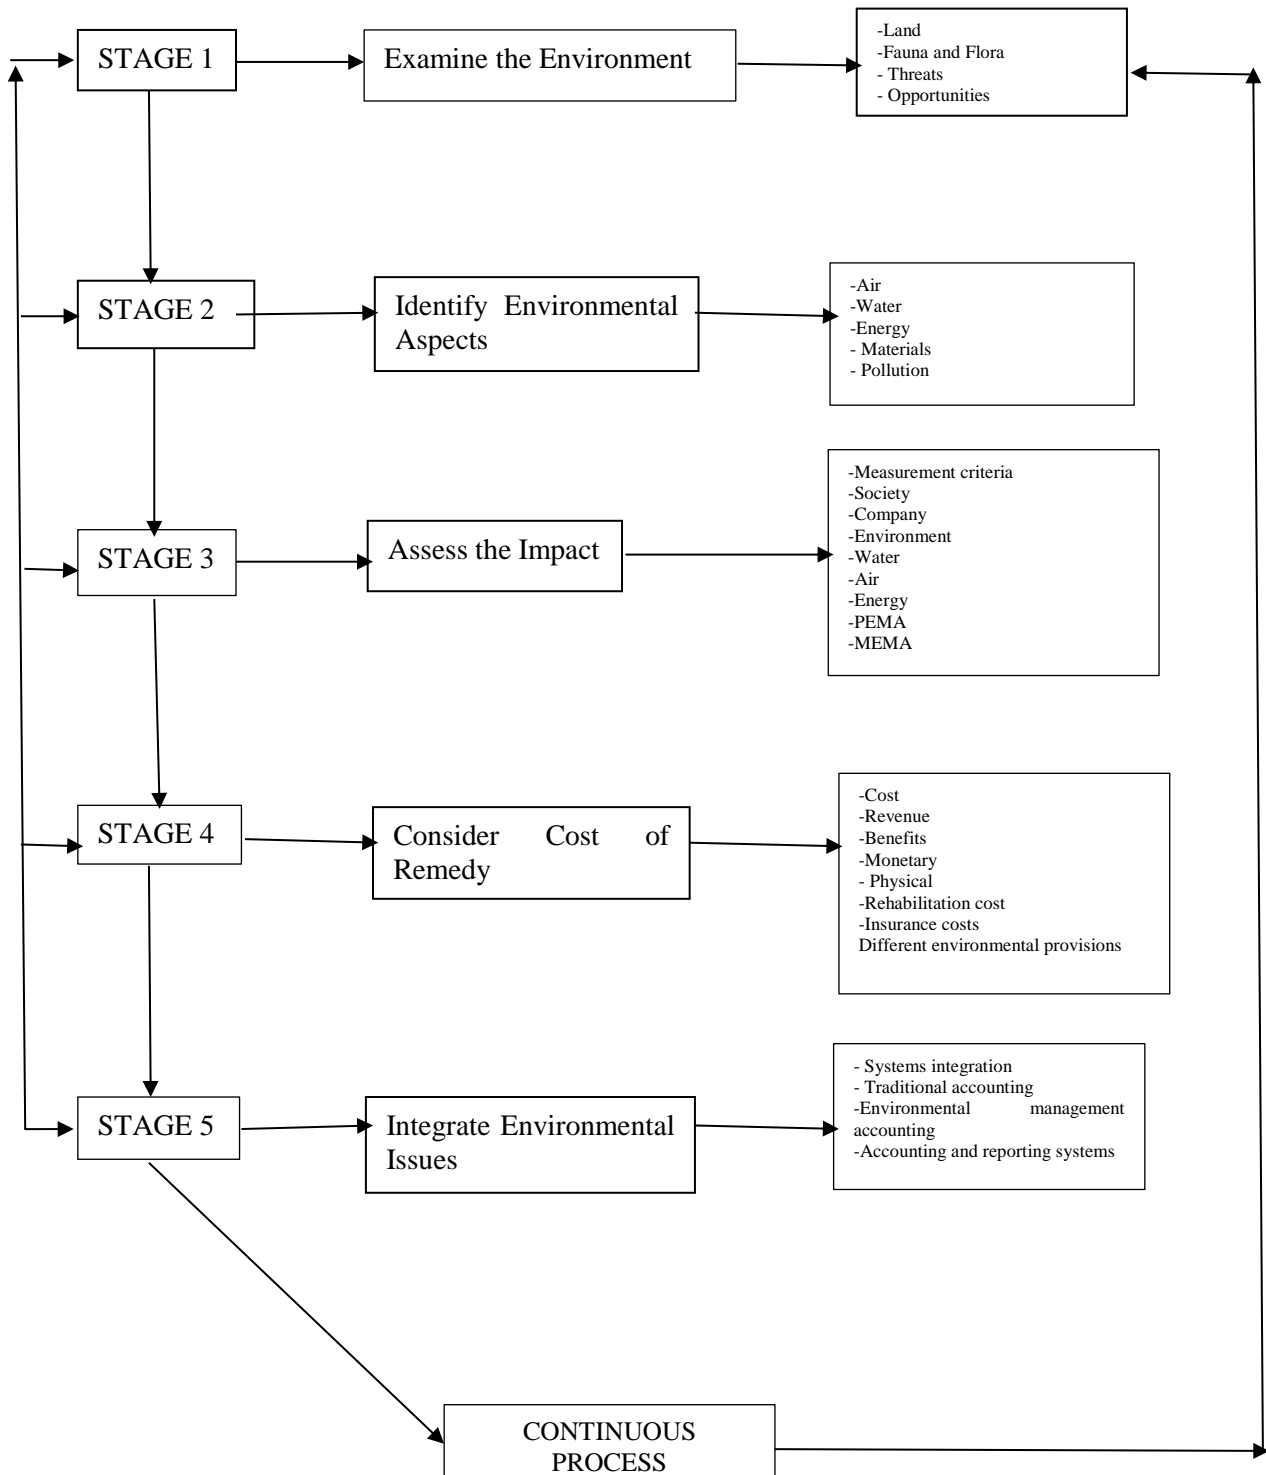 STAGE 1
Examine the Environment
-Land
-Fauna and Flora
- Threats
- Opportunities
STAGE 2
Identify Environmental
Aspects
-Air
-Water
-Energy
- Materials
- Pollution
STAGE 3
Assess the Impact
-Measurement criteria
-Society
-Company
-Environment
-Water
-Air
-Energy
-PEMA
-MEMA
STAGE 4
Consider Cost of
Remedy
-Cost
-Revenue
-Benefits
-Monetary
- Physical
-Rehabilitation cost
-Insurance costs
Different environmental provisions
STAGE 5
Integrate Environmental
Issues
- Systems integration
- Traditional accounting
-Environmental management
accounting
-Accounting and reporting systems
CONTINUOUS
PROCESS